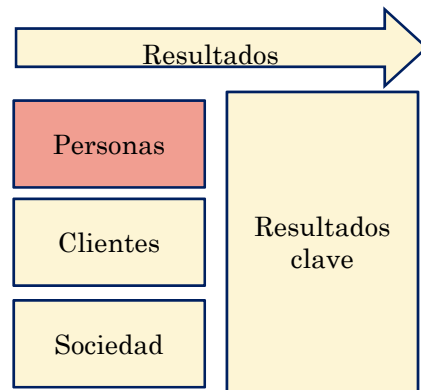 Resultados
Personas
Clientes
Sociedad
Resultados
clave